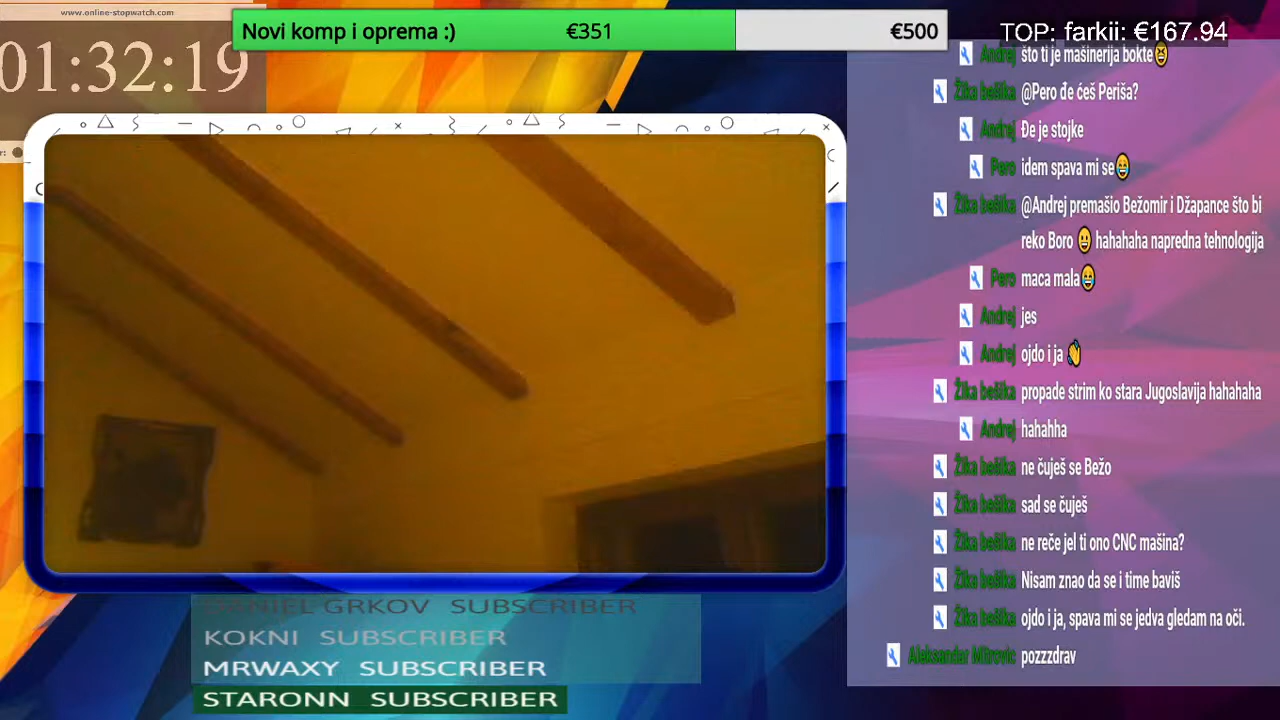 www.online-stopwatch.com
01:32:19
Novi komp i oprema :) €351 €500
TOP: farkii: €167.94
Andrej što ti je mašinerija bokte😆
Žika bešika @Pero đe ćeš Periša?
Andrej Đe je stojke
Pero idem spava mi se😂
Žika bešika @Andrej premašio Bežomir i Džapance što bi
reko Boro 😀 hahahaha napredna tehnologija
Pero maca mala😂
Andrej jes
Andrej ojdo i ja 👋
Žika bešika propade strim ko stara Jugoslavija hahahaha
Andrej hahahha
Žika bešika ne čuješ se Bežo
Žika bešika sad se čuješ
Žika bešika ne reče jel ti ono CNC mašina?
Žika bešika Nisam znao da se i time baviš
Žika bešika ojdo i ja, spava mi se jedva gledam na oči.
Aleksandar Mitrovic pozzzdrav
DANIEL GRKOV SUBSCRIBER
KOKNI SUBSCRIBER
MRWAXY SUBSCRIBER
STARONN SUBSCRIBER